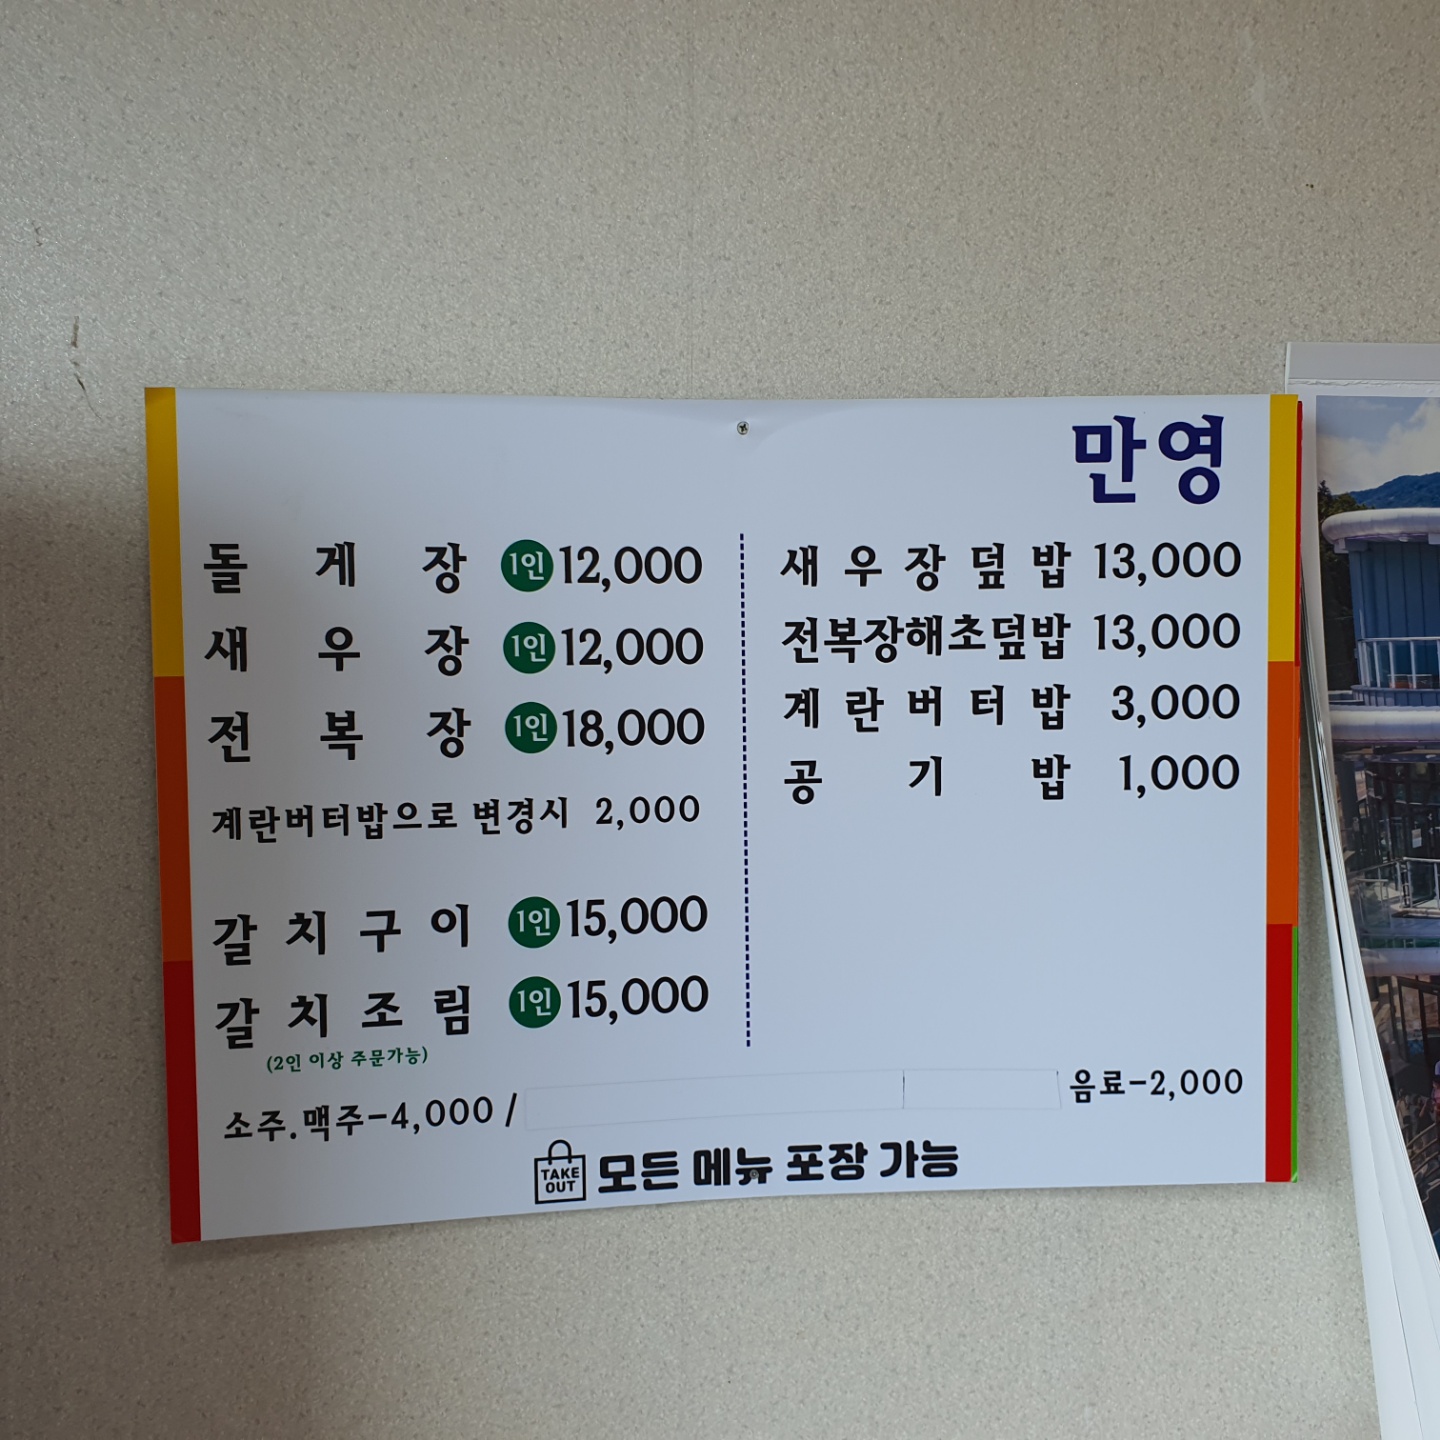 만영
돌게장 1인 12,000
새우장 1인 12,000
전복장 1인 18,000
계란버터밥으로 변경시 2,000
갈치구이 1인 15,000
갈치조림 1인 15,000
(2인 이상 주문가능)
새우장덮밥 13,000
전복장해초덮밥 13,000
계란버터밥 3,000
공기밥 1,000
소주.맥주-4,000 / 음료-2,000
TAKE
OUT
모든 메뉴 포장 가능